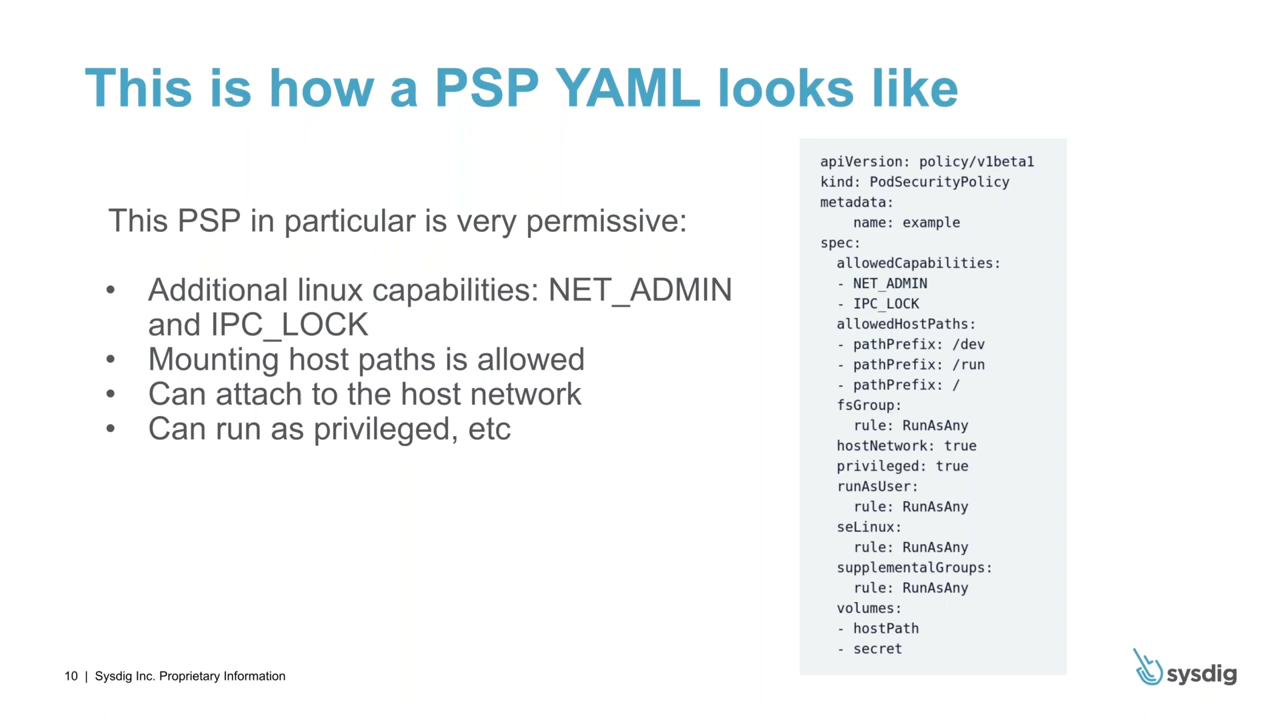 This is how a PSP YAML looks like
This PSP in particular is very permissive:
• Additional linux capabilities: NET_ADMIN
and IPC_LOCK
• Mounting host paths is allowed
• Can attach to the host network
• Can run as privileged, etc
apiVersion: policy/v1beta1
kind: PodSecurityPolicy
metadata:
    name: example
spec:
  allowedCapabilities:
  - NET_ADMIN
  - IPC_LOCK
  allowedHostPaths:
  - pathPrefix: /dev
  - pathPrefix: /run
  - pathPrefix: /
  fsGroup:
    rule: RunAsAny
  hostNetwork: true
  privileged: true
  runAsUser:
    rule: RunAsAny
  seLinux:
    rule: RunAsAny
  supplementalGroups:
    rule: RunAsAny
  volumes:
  - hostPath
  - secret
10 | Sysdig Inc. Proprietary Information
sysdig